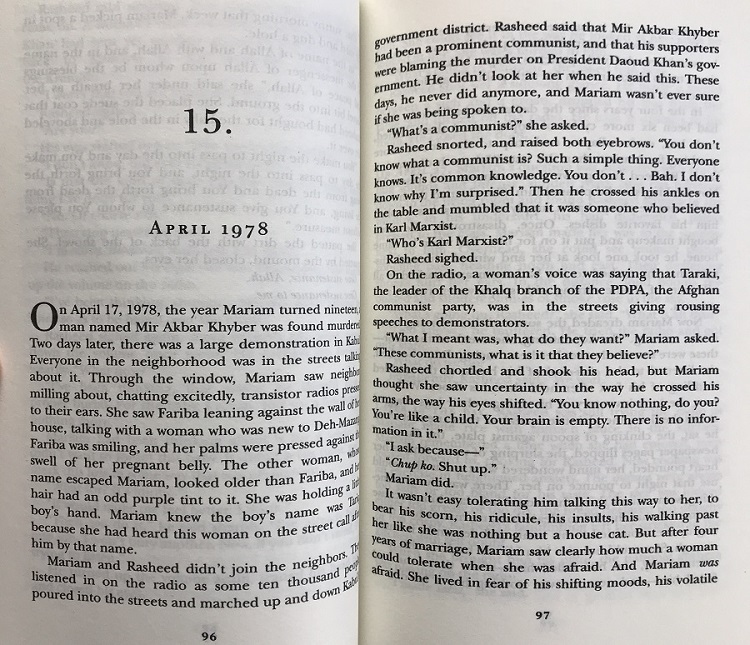 15.
APRIL 1978
On April 17, 1978, the year Mariam turned nineteen, a
man named Mir Akbar Khyber was found murdered.
Two days later, there was a large demonstration in Kabul.
Everyone in the neighborhood was in the streets talking
about it. Through the window, Mariam saw neighbors
milling about, chatting excitedly, transistor radios pressed
to their ears. She saw Fariba leaning against the wall of her
house, talking with a woman who was new to Deh-Mazang.
Fariba was smiling, and her palms were pressed against the
swell of her pregnant belly. The other woman, whose
name escaped Mariam, looked older than Fariba, and her
hair had an odd purple tint to it. She was holding a little
boy's hand. Mariam knew the boy's name was Tariq,
because she had heard this woman on the street call after
him by that name.
Mariam and Rasheed didn't join the neighbors. They
listened in on the radio as some ten thousand people
poured into the streets and marched up and down Kabul's
96
government district. Rasheed said that Mir Akbar Khyber
had been a prominent communist, and that his supporters
were blaming the murder on President Daoud Khan's gov-
ernment. He didn't look at her when he said this. These
days, he never did anymore, and Mariam wasn't ever sure
if she was being spoken to.
"What's a communist?" she asked.
Rasheed snorted, and raised both eyebrows. "You don't
know what a communist is? Such a simple thing. Everyone
knows. It's common knowledge. You don't . . . Bah. I don't
know why I'm surprised." Then he crossed his ankles on
the table and mumbled that it was someone who believed
in Karl Marxist.
"Who's Karl Marxist?"
Rasheed sighed.
On the radio, a woman's voice was saying that Taraki,
the leader of the Khalq branch of the PDPA, the Afghan
communist party, was in the streets giving rousing
speeches to demonstrators.
"What I meant was, what do they want?" Mariam asked.
"These communists, what is it that they believe?"
Rasheed chortled and shook his head, but Mariam
thought she saw uncertainty in the way he crossed his
arms, the way his eyes shifted. "You know nothing, do you?
You're like a child. Your brain is empty. There is no infor-
mation in it."
"I ask because—"
"Chup ko. Shut up."
Mariam did.
It wasn't easy tolerating him talking this way to her, to
bear his scorn, his ridicule, his insults, his walking past
her like she was nothing but a house cat. But after four
years of marriage, Mariam saw clearly how much a woman
could tolerate when she was afraid. And Mariam was
afraid. She lived in fear of his shifting moods, his volatile
97